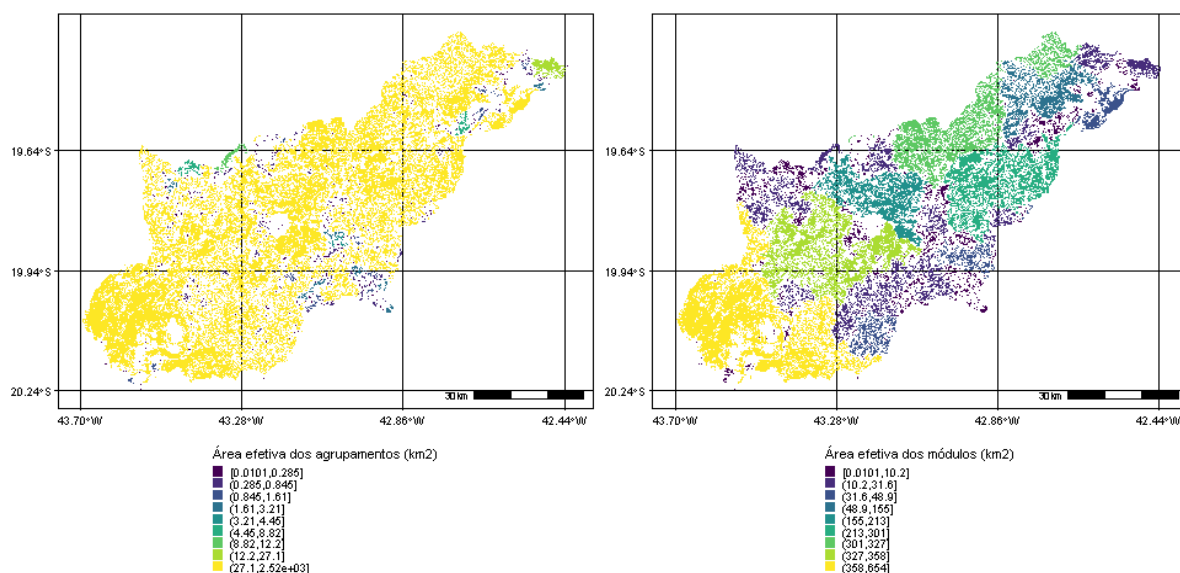 19.64°S
19.94°S
20.24°S
30 km
43.70°W 43.28°W 42.86°W 42.44°W
Área efetiva dos agrupamentos (km2)
[0.0101,0.285]
(0.285,0.845]
(0.845,1.61]
(1.61,3.21]
(3.21,4.45]
(4.45,8.82]
(8.82,12.2]
(12.2,27.1]
(27.1,2.52e+03]
19.64°S
19.94°S
20.24°S
30 km
43.70°W 43.28°W 42.86°W 42.44°W
Área efetiva dos módulos (km2)
[0.0101,10.2]
(10.2,31.6]
(31.6,48.9]
(48.9,155]
(155,213]
(213,301]
(301,327]
(327,358]
(358,654]